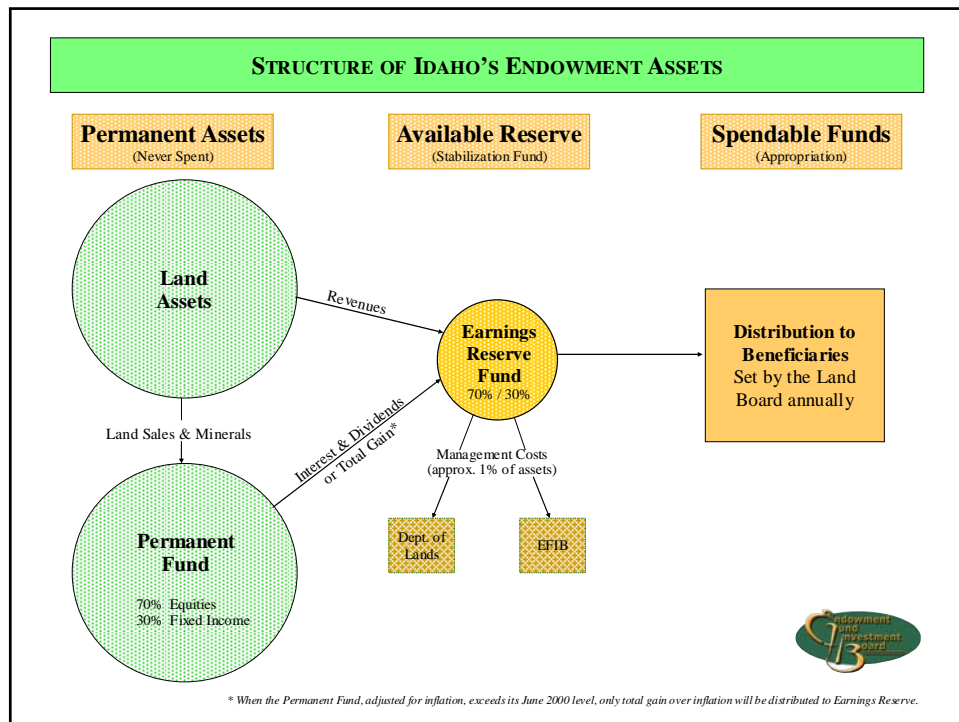 STRUCTURE OF IDAHO'S ENDOWMENT ASSETS
Permanent Assets
(Never Spent)
Available Reserve
(Stabilization Fund)
Spendable Funds
(Appropriation)
Land
Assets
Revenues
Earnings
Reserve
Fund
70% / 30%
Distribution to
Beneficiaries
Set by the Land
Board annually
Land Sales & Minerals
Interest & Dividends
or Total Gain*
Management Costs
(approx. 1% of assets)
Dept. of
Lands
EFIB
Permanent
Fund
70% Equities
30% Fixed Income
Endowment
Fund
Investment
Board
* When the Permanent Fund, adjusted for inflation, exceeds its June 2000 level, only total gain over inflation will be distributed to Earnings Reserve.